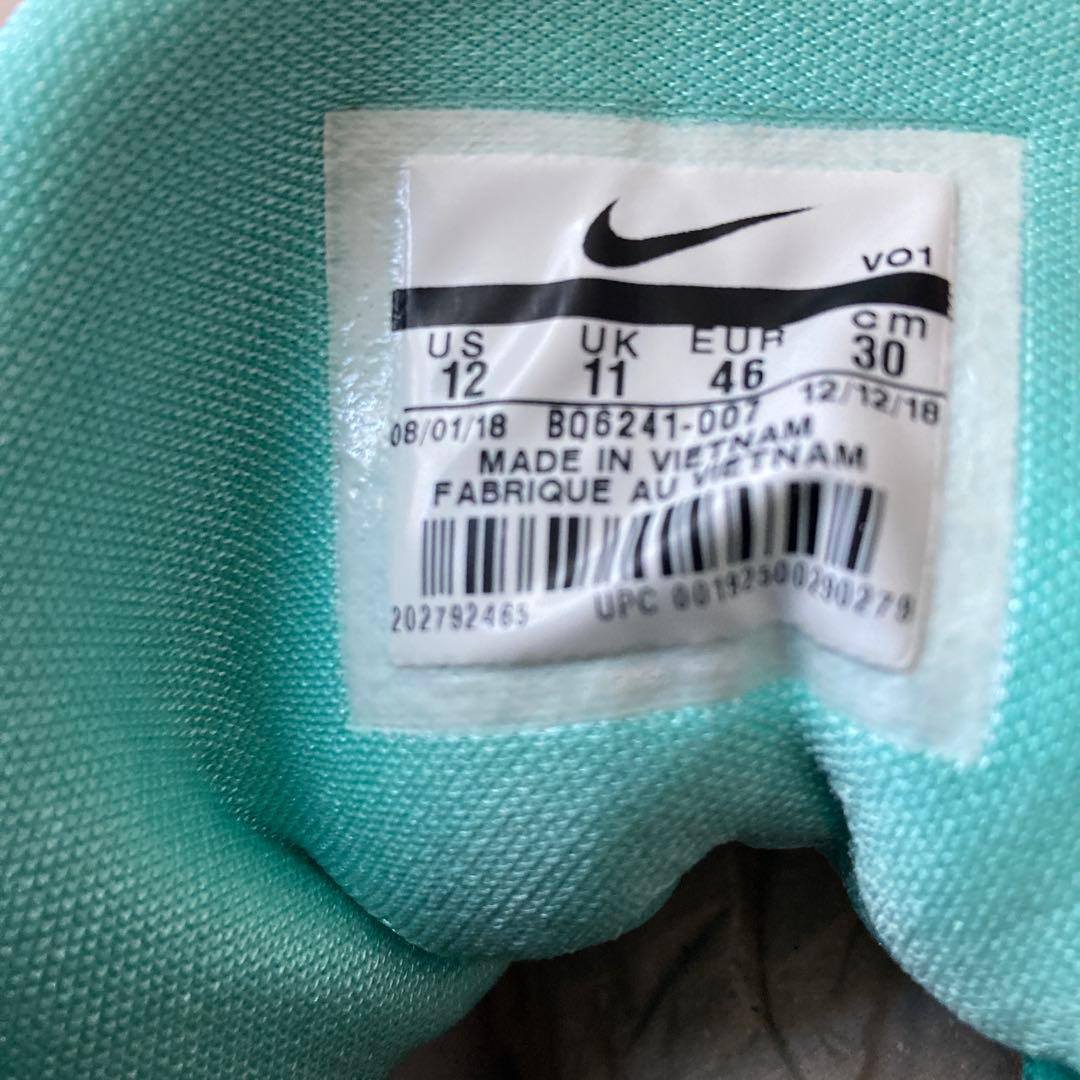 VO1
US UK EUR cm
12 11 46 30
08/01/18 BQ6241-007 12/12/18
MADE IN VIETNAM
FABRIQUE AU VIETNAM
202792465 UPC 00192500290279